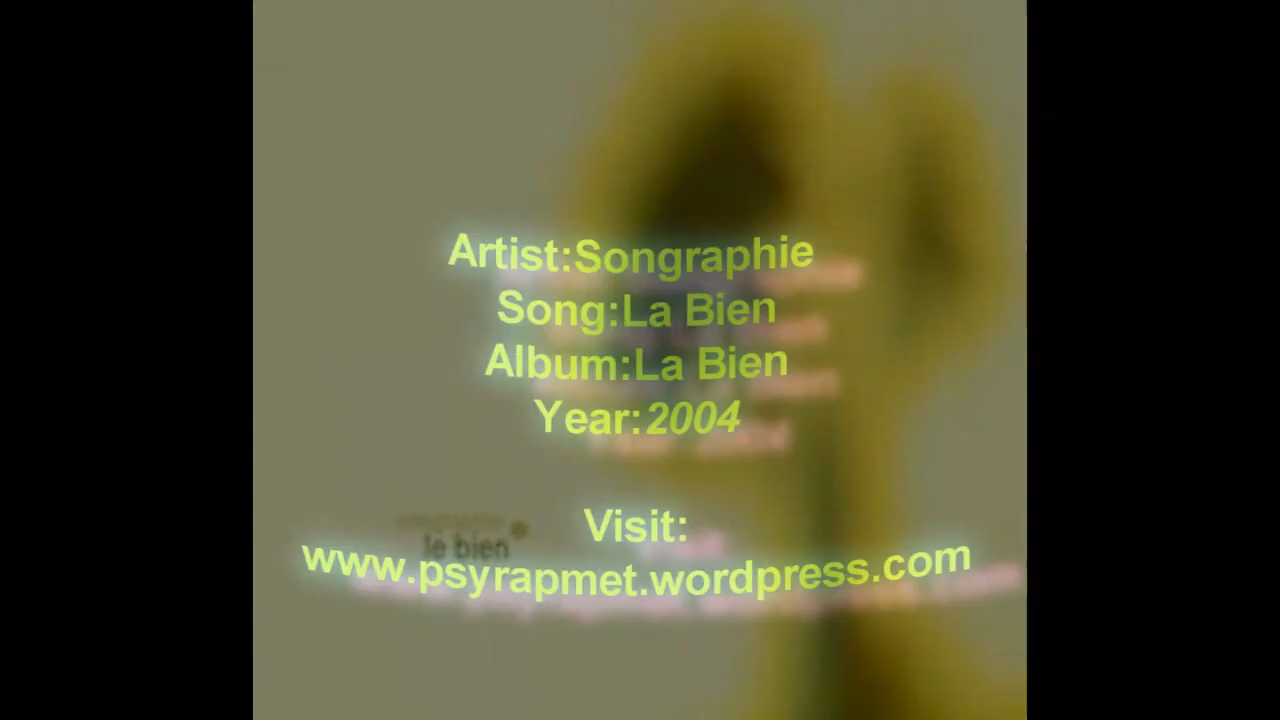 Artist:Songraphie
Song:La Bien
Album:La Bien
Year:2004
Visit:
le bien
www.psyrapmet.wordpress.com